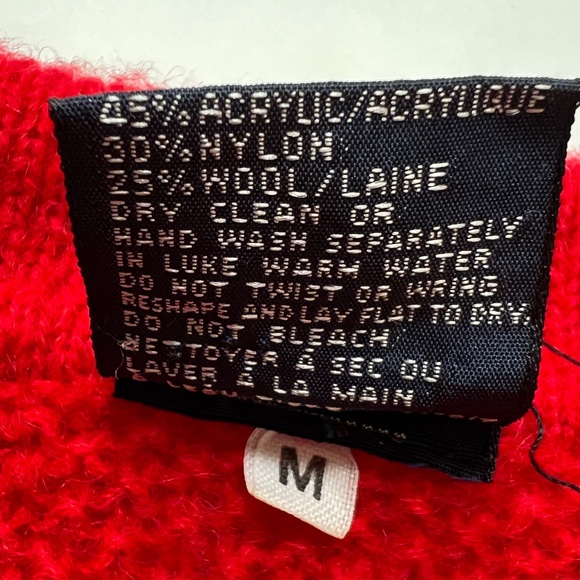 45% ACRYLIC/ACRYLIQUE
30% NYLON
25% WOOL/LAINE
DRY CLEAN OR
HAND WASH SEPARATELY
IN LUKE WARM WATER
DO NOT TWIST OR WRING
RESHAPE AND LAY FLAT TO DRY.
DO NOT BLEACH
NETTOYER À SEC OU
LAVER À LA MAIN
M